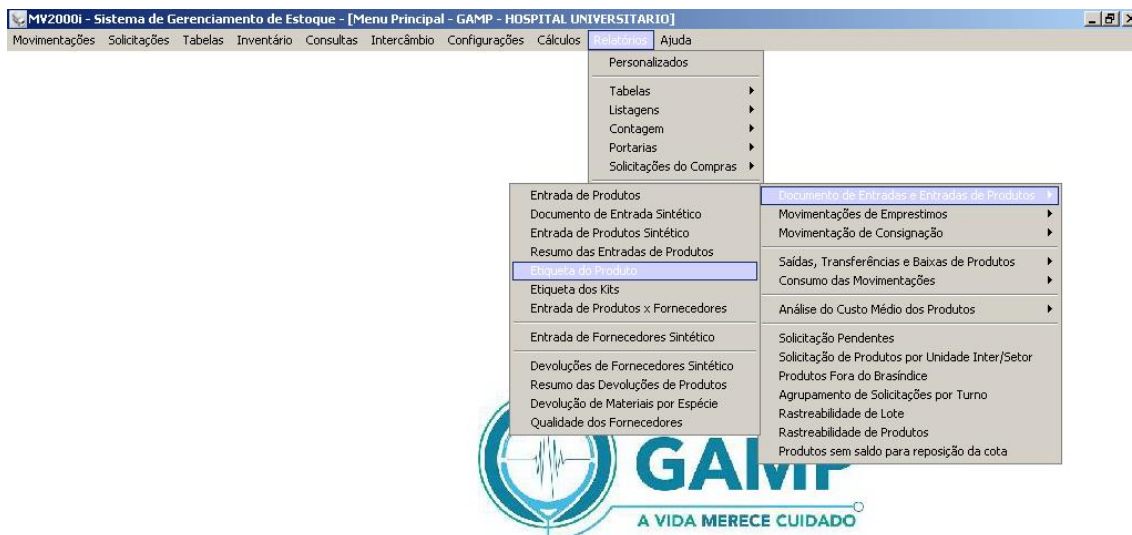 MV2000i - Sistema de Gerenciamento de Estoque - [Menu Principal - GAMP - HOSPITAL UNIVERSITARIO]
Movimentações Solicitações Tabelas Inventário Consultas Intercâmbio Configurações Cálculos Relatórios Ajuda
Personalizados
Tabelas
Listagens
Contagem
Portarias
Solicitações do Compras
Documento de Entradas e Entradas de Produtos
Movimentações de Emprestimos
Movimentação de Consignação
Saídas, Transferências e Baixas de Produtos
Consumo das Movimentações
Análise do Custo Médio dos Produtos
Solicitação Pendentes
Solicitação de Produtos por Unidade Inter/Setor
Produtos Fora do Brasíndice
Agrupamento de Solicitações por Turno
Rastreabilidade de Lote
Rastreabilidade de Produtos
Produtos sem saldo para reposição da cota
Entrada de Produtos
Documento de Entrada Sintético
Entrada de Produtos Sintético
Resumo das Entradas de Produtos
Etiqueta do Produto
Etiqueta dos Kits
Entrada de Produtos x Fornecedores
Entrada de Fornecedores Sintético
Devoluções de Fornecedores Sintético
Resumo das Devoluções de Produtos
Devolução de Materiais por Espécie
Qualidade dos Fornecedores
GAMP
A VIDA MERECE CUIDADO